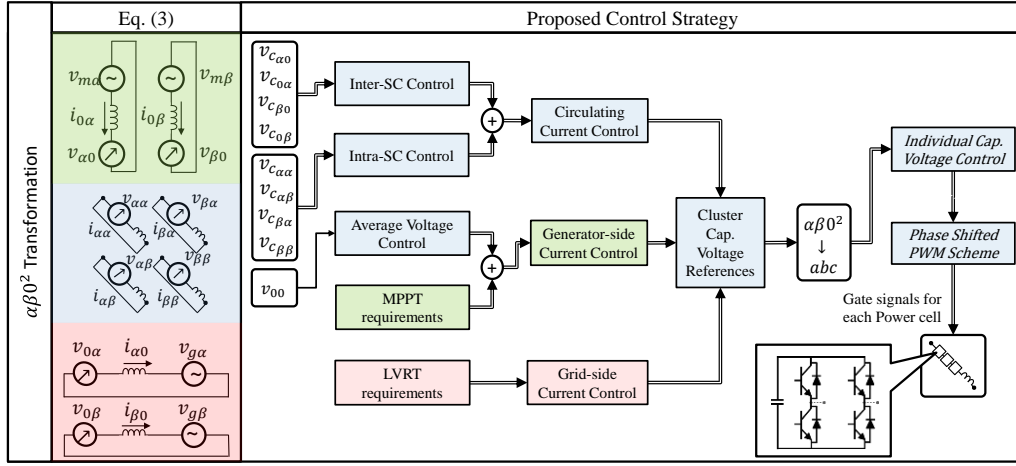 Eq. (3)
Proposed Control Strategy
αβ0² Transformation
v_{mα}
v_{mβ}
i_{0α}
i_{0β}
v_{α0}
v_{β0}
v_{αα}
v_{βα}
i_{αα}
i_{βα}
v_{αβ}
v_{ββ}
i_{αβ}
i_{ββ}
v_{0α}
i_{α0}
v_{gα}
v_{0β}
i_{β0}
v_{gβ}
v_{c_{α0}}
v_{c_{0α}}
v_{c_{β0}}
v_{c_{0β}}
v_{c_{αα}}
v_{c_{αβ}}
v_{c_{βα}}
v_{c_{ββ}}
v_{00}
Inter-SC Control
Intra-SC Control
Average Voltage
Control
MPPT
requirements
LVRT
requirements
+
+
Circulating
Current Control
Generator-side
Current Control
Grid-side
Current Control
Cluster
Cap.
Voltage
References
αβ0²
↓
abc
Individual Cap.
Voltage Control
Phase Shifted
PWM Scheme
Gate signals for
each Power cell